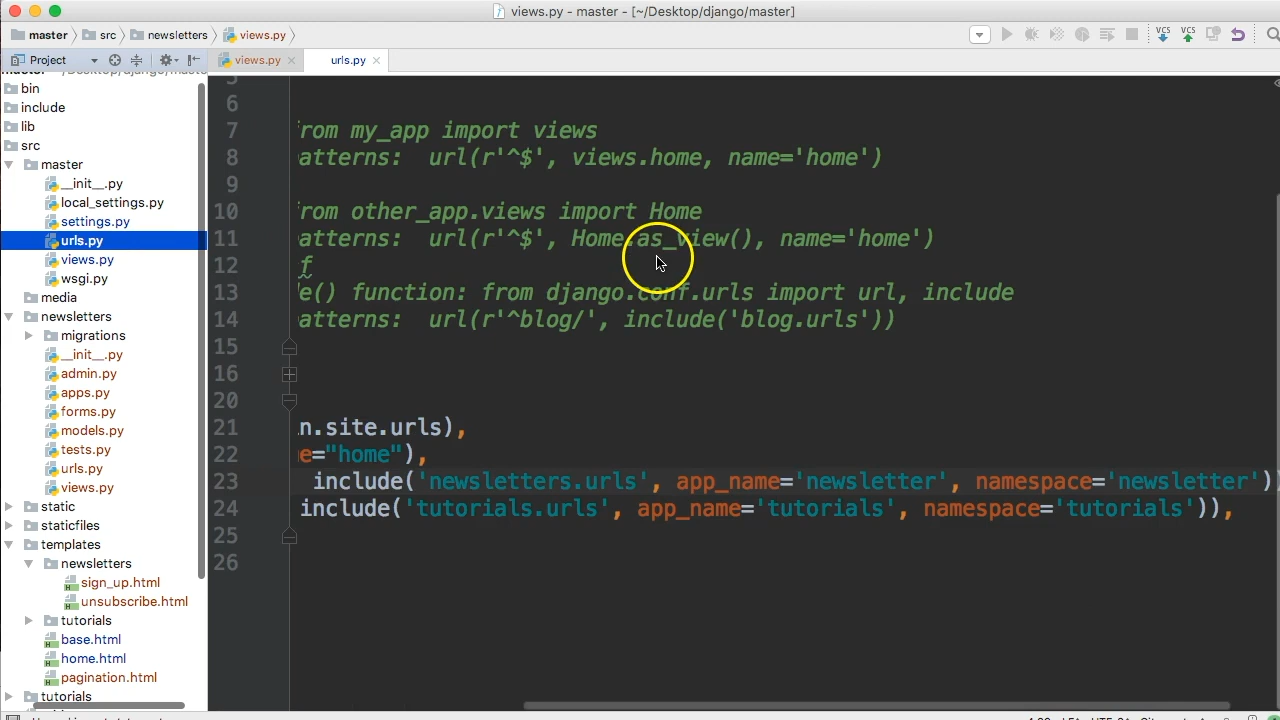 views.py - master - [~/Desktop/django/master]
master src newsletters views.py
VCS VCS
Project
views.py urls.py
bin
include
lib
src
master
__init__.py
local_settings.py
settings.py
urls.py
views.py
wsgi.py
media
newsletters
migrations
__init__.py
admin.py
apps.py
forms.py
models.py
tests.py
urls.py
views.py
static
staticfiles
templates
newsletters
sign_up.html
unsubscribe.html
tutorials
base.html
home.html
pagination.html
tutorials
5
6
7 rom my_app import views
8 atterns:  url(r'^$', views.home, name='home')
9
10 rom other_app.views import Home
11 atterns:  url(r'^$', Home.as_view(), name='home')
12 f
13 e() function: from django.conf.urls import url, include
14 atterns:  url(r'^blog/', include('blog.urls'))
15
16
20
21 n.site.urls),
22 e="home"),
23 include('newsletters.urls', app_name='newsletter', namespace='newsletter')
24 include('tutorials.urls', app_name='tutorials', namespace='tutorials')),
25
26